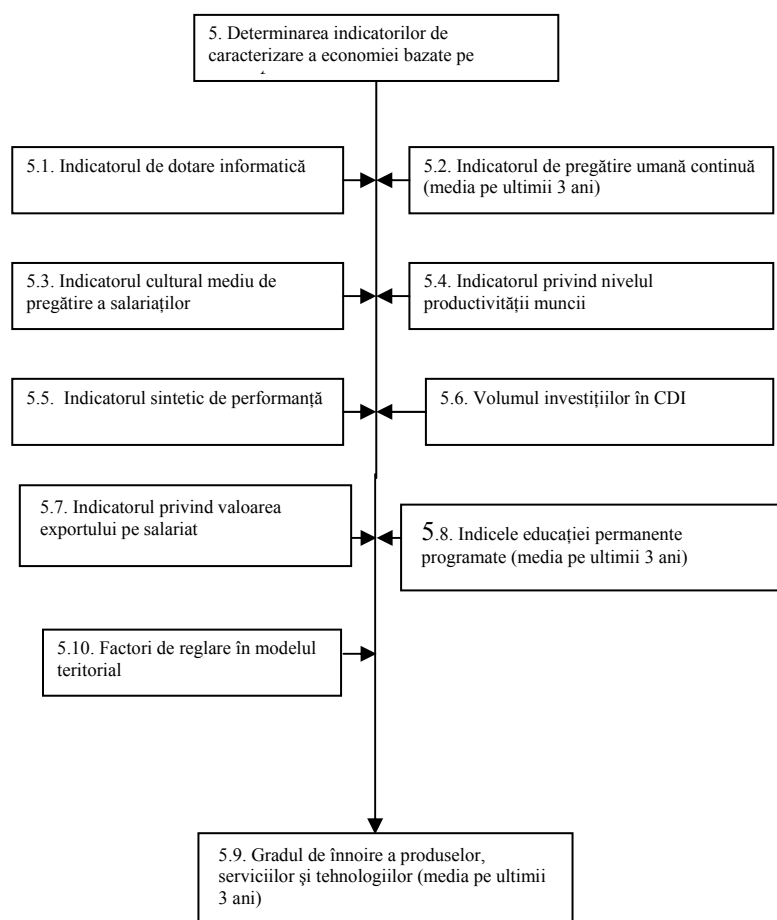 5. Determinarea indicatorilor de
caracterizare a economiei bazate pe
5.1. Indicatorul de dotare informatică
5.2. Indicatorul de pregătire umană continuă
(media pe ultimii 3 ani)
5.3. Indicatorul cultural mediu de
pregătire a salariaților
5.4. Indicatorul privind nivelul
productivității muncii
5.5. Indicatorul sintetic de performanță
5.6. Volumul investițiilor în CDI
5.7. Indicatorul privind valoarea
exportului pe salariat
5.8. Indicele educației permanente
programate (media pe ultimii 3 ani)
5.10. Factori de reglare în modelul
teritorial
5.9. Gradul de înnoire a produselor,
serviciilor şi tehnologiilor (media pe ultimii
3 ani)